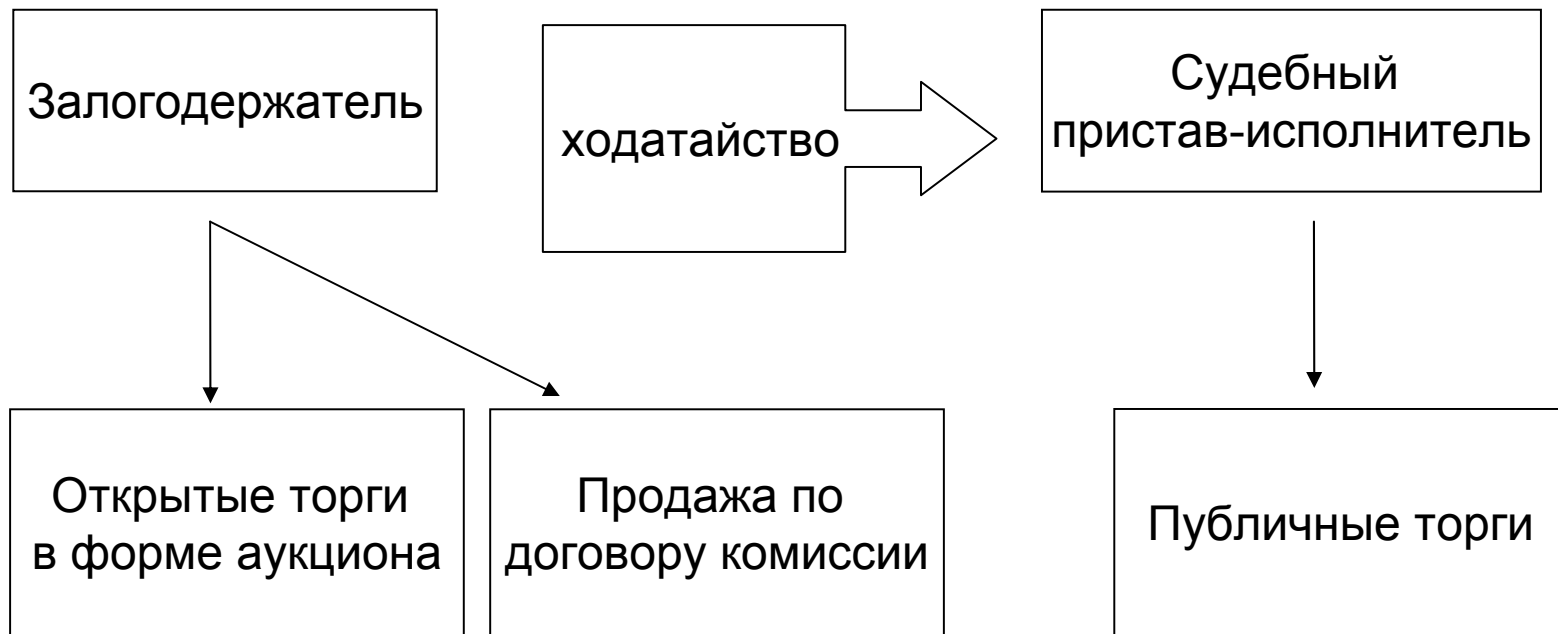 Залогодержатель
ходатайство
Судебный
пристав-исполнитель
Открытые торги
в форме аукциона
Продажа по
договору комиссии
Публичные торги